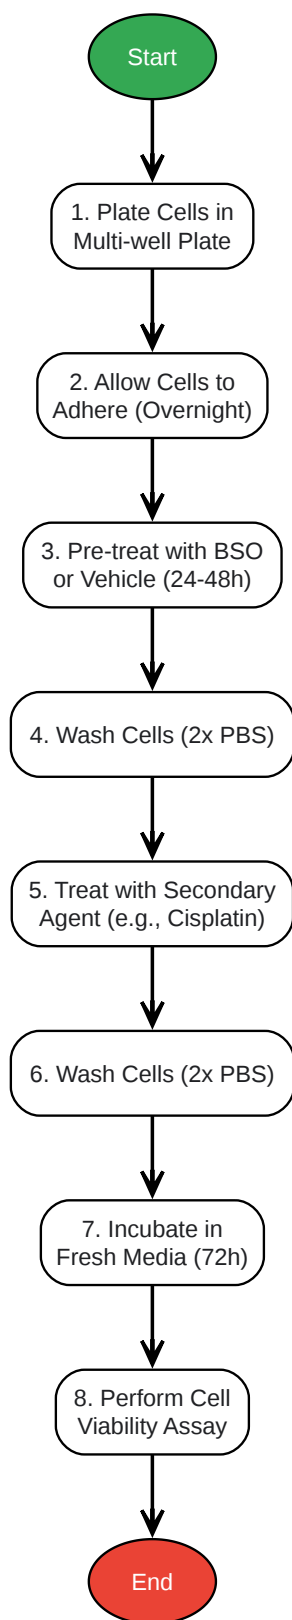 Start
1. Plate Cells in
Multi-well Plate
2. Allow Cells to
Adhere (Overnight)
3. Pre-treat with BSO
or Vehicle (24-48h)
4. Wash Cells (2x PBS)
5. Treat with Secondary
Agent (e.g., Cisplatin)
6. Wash Cells (2x PBS)
7. Incubate in
Fresh Media (72h)
8. Perform Cell
Viability Assay
End